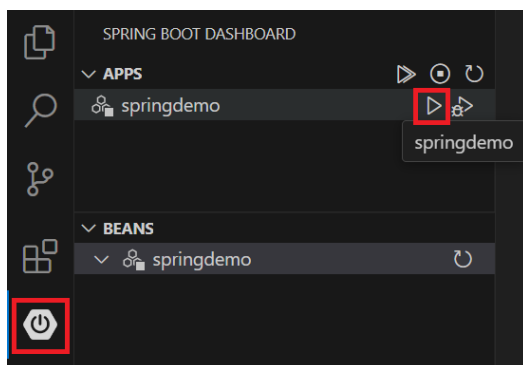 SPRING BOOT DASHBOARD
APPS
springdemo
springdemo
BEANS
springdemo